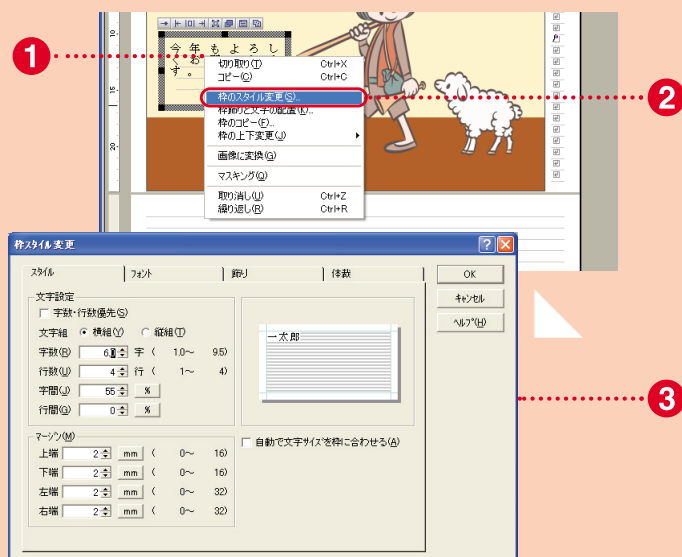 1
今年もよろし
くお
す。
切り取り(T) Ctrl+X
コピー(C) Ctrl+C
枠のスタイル変更(S)...
2
枠飾りと文字の配置(K)...
枠のコピー(F)...
枠の上下変更(J)
画像に変換(G)
マスキング(Q)
取り消し(U) Ctrl+Z
繰り返し(R) Ctrl+R
20
枠スタイル変更
スタイル フォント 飾り 体裁
OK
キャンセル
ヘルプ(H)
文字設定
字数・行数優先(S)
文字組 横組(Y) 縦組(T)
字数(R) 字 ( 1.0~ 9.5)
行数(U) 4 行 ( 1~ 4)
字間(J) 55 %
行間(G) 0 %
一太郎
3
マージン(M)
上端 2 mm ( 0~ 16)
下端 2 mm ( 0~ 16)
左端 2 mm ( 0~ 32)
右端 2 mm ( 0~ 32)
自動で文字サイズを枠に合わせる(A)